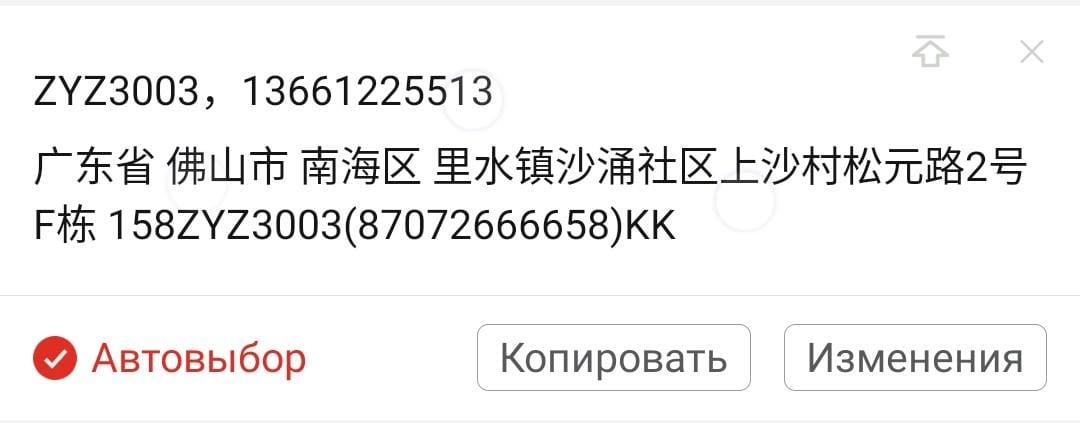 ZYZ3003，13661225513
广东省 佛山市 南海区 里水镇沙涌社区上沙村松元路2号
F栋 158ZYZ3003(87072666658)KK
Автовыбор
Копировать
Изменения